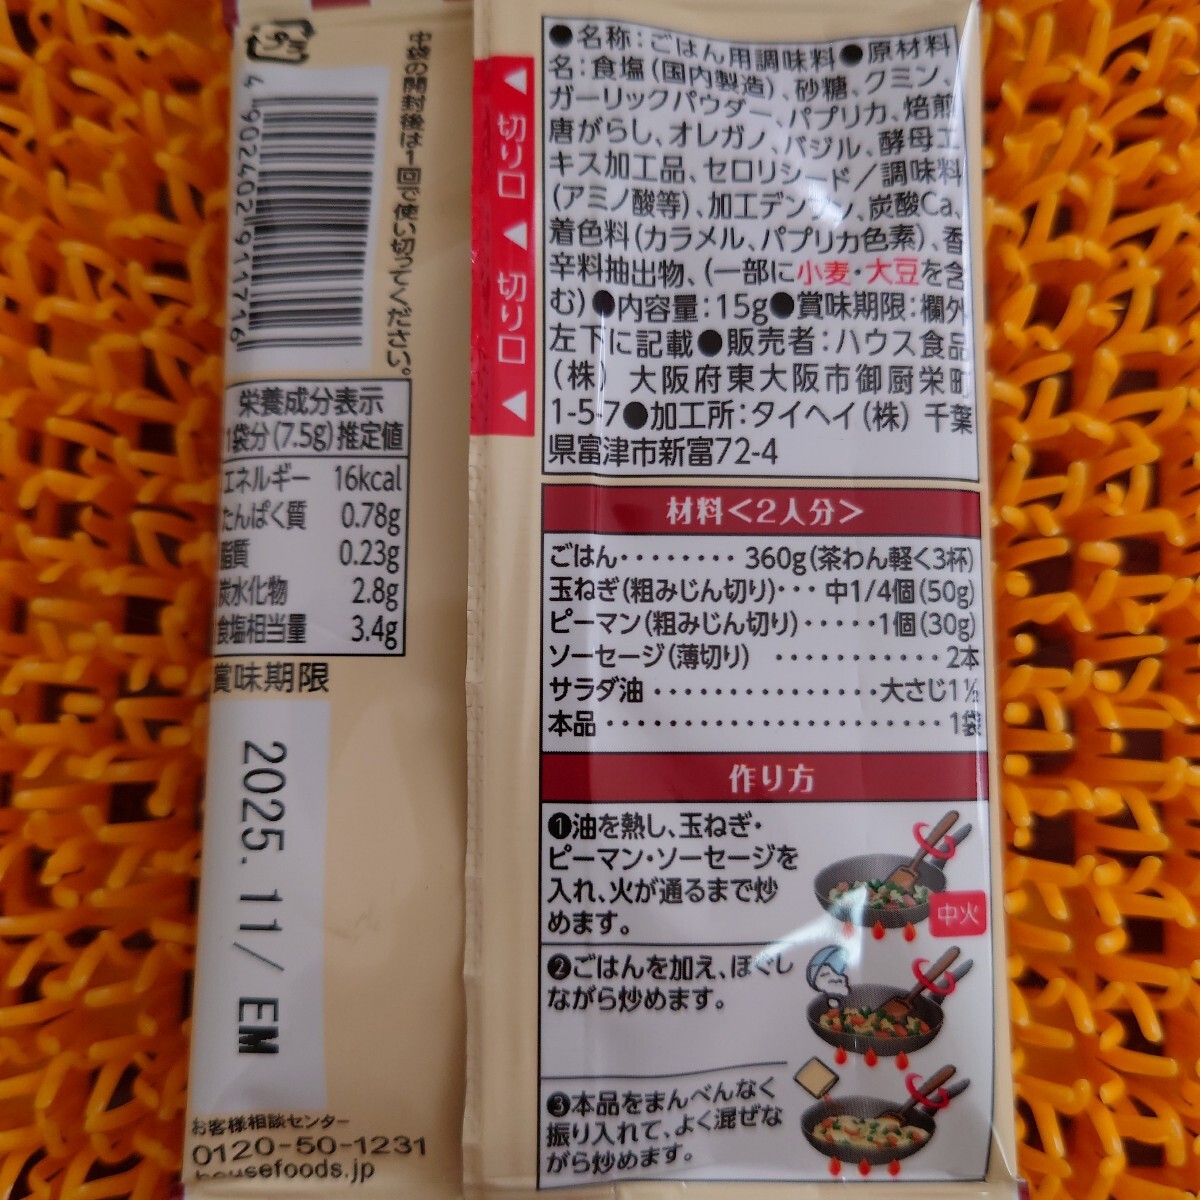 プラ
中袋の開封後は1回で使い切ってください。
4 902402 911716
栄養成分表示
1袋分(7.5g)推定値
エネルギー 16kcal
たんぱく質 0.78g
脂質 0.23g
炭水化物 2.8g
食塩相当量 3.4g
賞味期限
2025.11/EM
お客様相談センター
0120-50-1231
housefoods.jp
切り口
切り口
●名称:ごはん用調味料●原材料
名:食塩(国内製造)、砂糖、クミン、
ガーリックパウダー、パプリカ、焙煎
唐がらし、オレガノ、バジル、酵母エ
キス加工品、セロリシード/調味料
(アミノ酸等)、加工デンプン、炭酸Ca、
着色料(カラメル、パプリカ色素)、香
辛料抽出物、(一部に小麦・大豆を含
む)●内容量:15g●賞味期限:欄外
左下に記載●販売者:ハウス食品
(株) 大阪府東大阪市御厨栄町
1-5-7●加工所:タイヘイ(株) 千葉
県富津市新富72-4
材料<2人分>
ごはん・・・・・・・・360g(茶わん軽く3杯)
玉ねぎ(粗みじん切り)・・・中1/4個(50g)
ピーマン(粗みじん切り)・・・・・1個(30g)
ソーセージ(薄切り)・・・・・・・・・・・2本
サラダ油・・・・・・・・・・・・・・・大さじ1½
本品・・・・・・・・・・・・・・・・・・・・・・1袋
作り方
❶油を熱し、玉ねぎ・
ピーマン・ソーセージを
入れ、火が通るまで炒
めます。
中火
❷ごはんを加え、ほぐし
ながら炒めます。
❸本品をまんべんなく
振り入れて、よく混ぜな
がら炒めます。